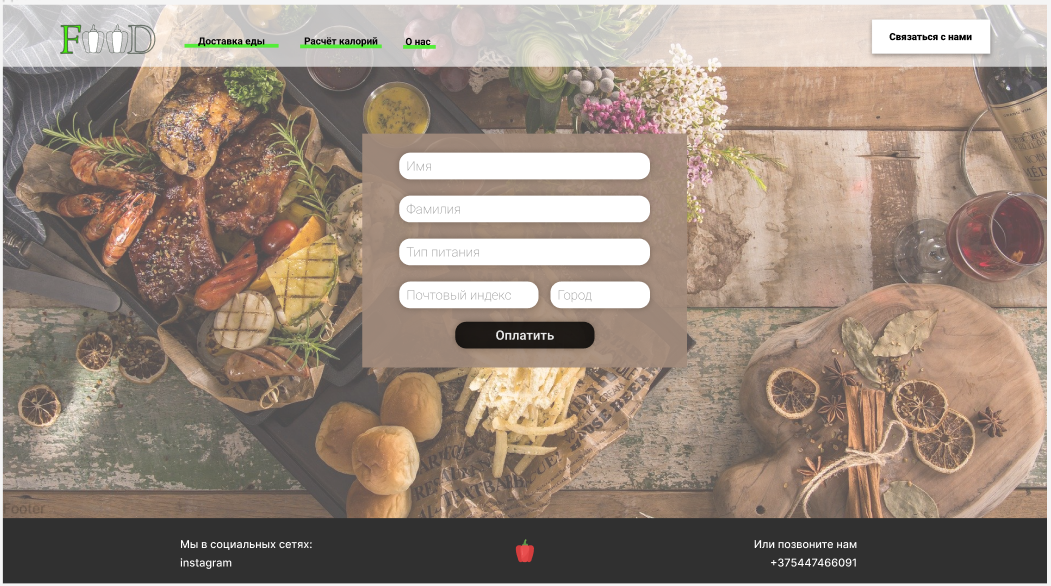 FOOD
Доставка еды
Расчёт калорий
О нас
Связаться с нами
Имя
Фамилия
Тип питания
Почтовый индекс
Город
Оплатить
Footer
Мы в социальных сетях:
instagram
Или позвоните нам
+375447466091